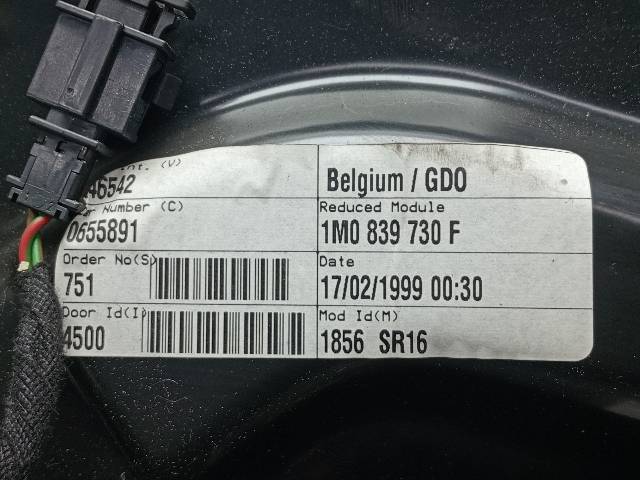 nt. (V)
46542
Belgium / GDO
Number (C)
0655891
Reduced Module
1M0 839 730 F
Order No(S)
751
Date
17/02/1999 00:30
Door Id(I)
4500
Mod Id(M)
1856 SR16